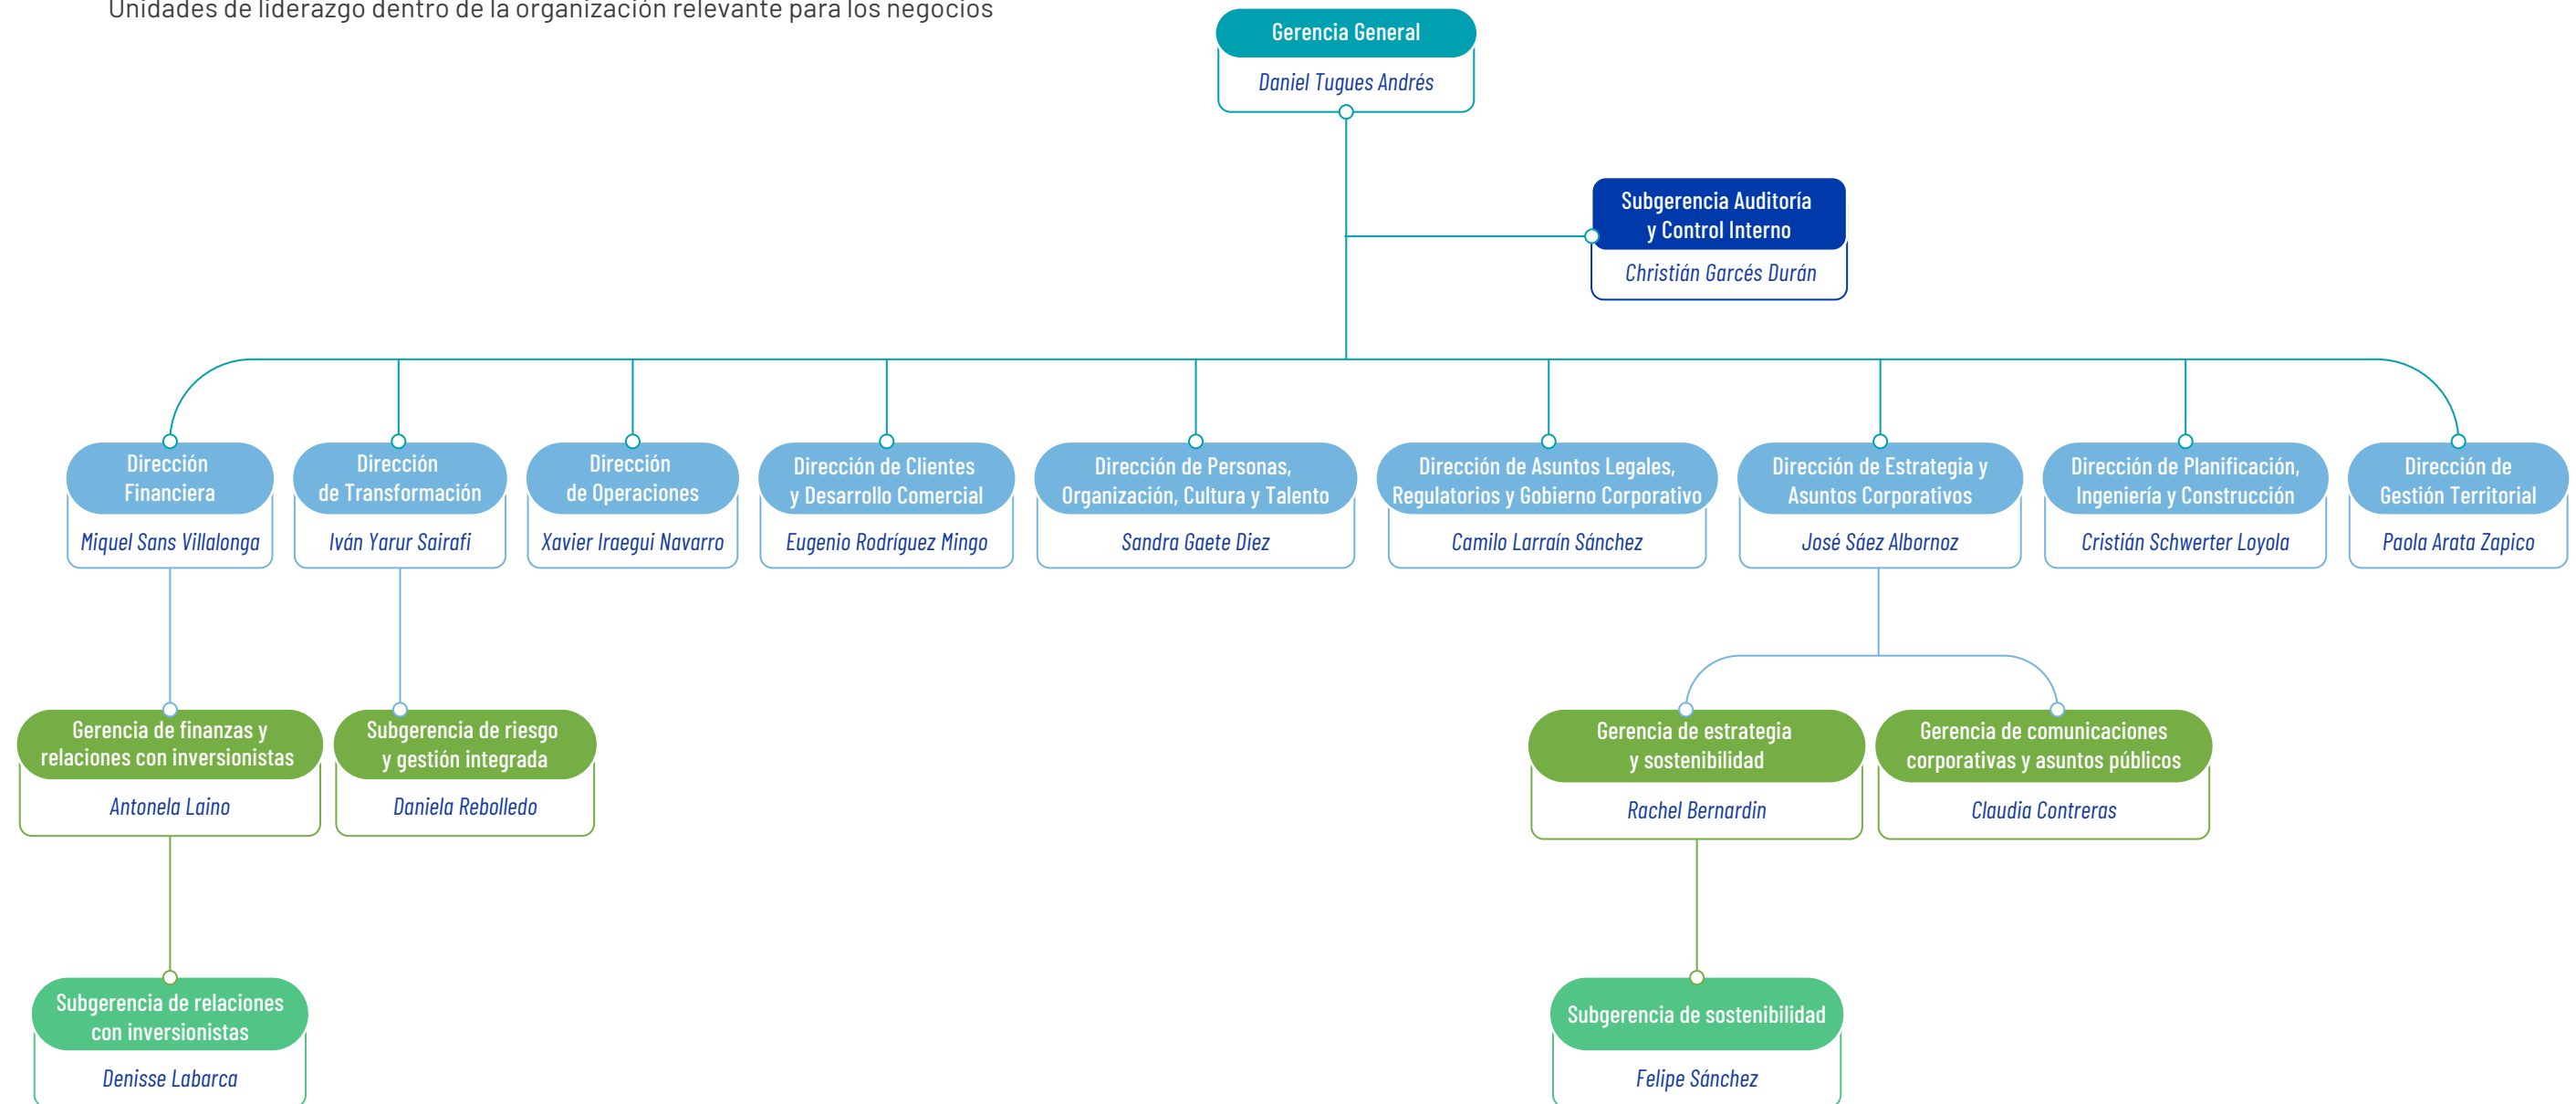 Unidades de liderazgo dentro de la organización relevante para los negocios
Gerencia General
Daniel Tugues Andrés
Subgerencia Auditoría
y Control Interno
Christián Garcés Durán
Dirección
Financiera
Miquel Sans Villalonga
Dirección
de Transformación
Iván Yarur Sairafi
Dirección
de Operaciones
Xavier Iraegui Navarro
Dirección de Clientes
y Desarrollo Comercial
Eugenio Rodríguez Mingo
Dirección de Personas,
Organización, Cultura y Talento
Sandra Gaete Diez
Dirección de Asuntos Legales,
Regulatorios y Gobierno Corporativo
Camilo Larraín Sánchez
Dirección de Estrategia y
Asuntos Corporativos
José Sáez Albornoz
Dirección de Planificación,
Ingeniería y Construcción
Cristián Schwerter Loyola
Dirección de
Gestión Territorial
Paola Arata Zapico
Gerencia de finanzas y
relaciones con inversionistas
Antonela Laino
Subgerencia de riesgo
y gestión integrada
Daniela Rebolledo
Gerencia de estrategia
y sostenibilidad
Rachel Bernardin
Gerencia de comunicaciones
corporativas y asuntos públicos
Claudia Contreras
Subgerencia de relaciones
con inversionistas
Denisse Labarca
Subgerencia de sostenibilidad
Felipe Sánchez